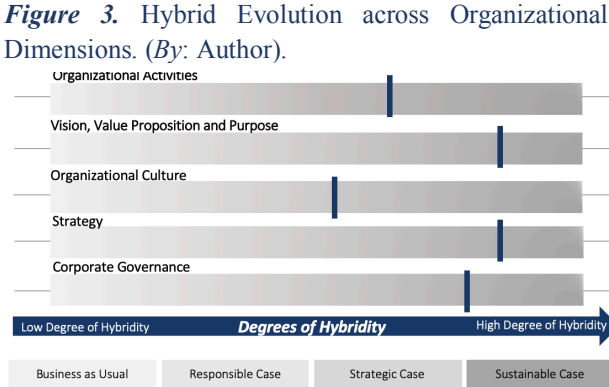 Figure 3. Hybrid Evolution across Organizational
Dimensions. (By: Author).
Organizational Activities
Vision, Value Proposition and Purpose
Organizational Culture
Strategy
Corporate Governance
Low Degree of Hybridity Degrees of Hybridity High Degree of Hybridity
Business as Usual Responsible Case Strategic Case Sustainable Case